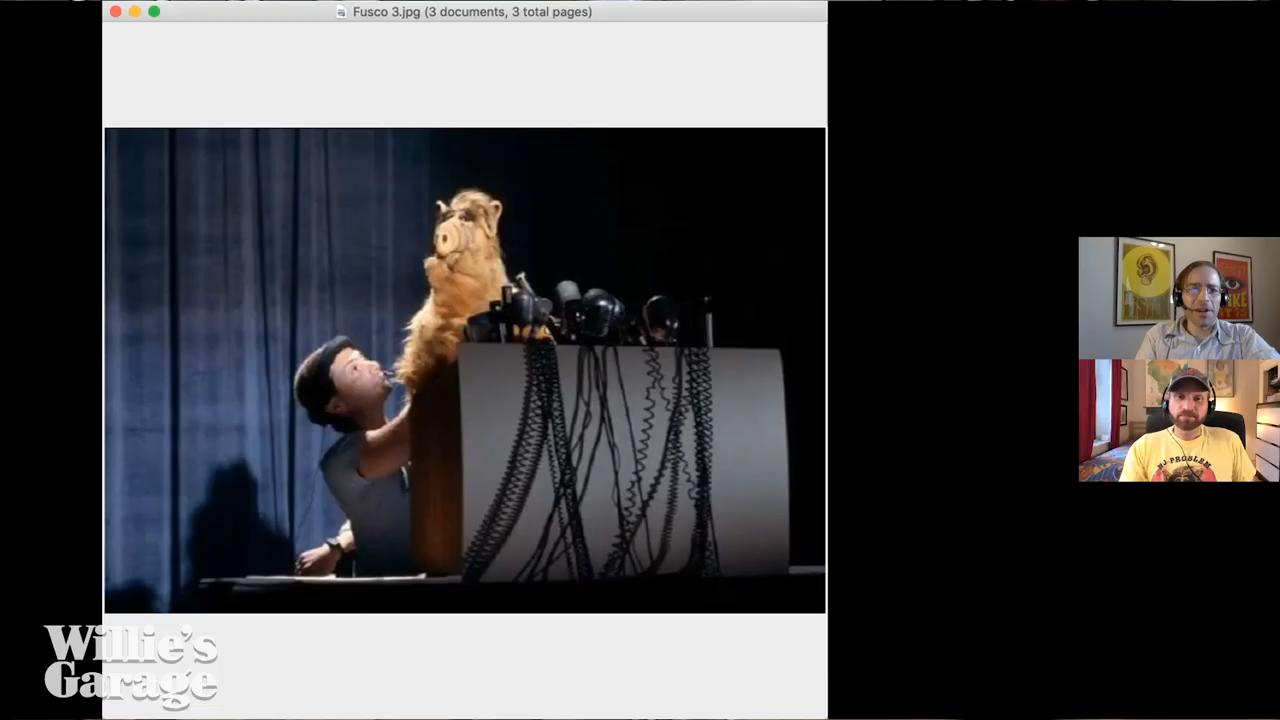 Fusco 3.jpg (3 documents, 3 total pages)
NJ PROBLEM
Willie's
Garage